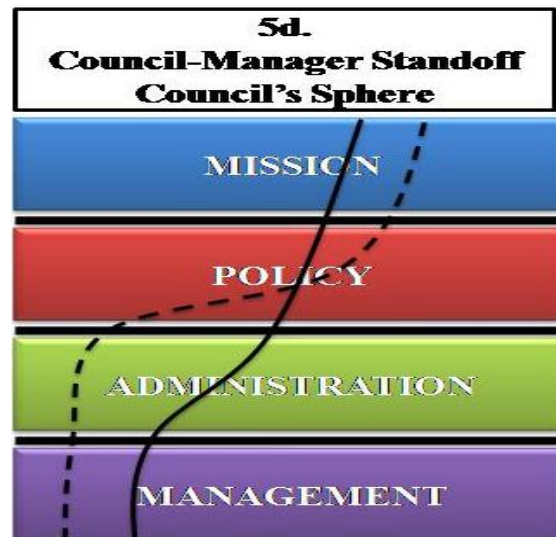 5d.
Council-Manager Standoff
Council's Sphere
MISSION
POLICY
ADMINISTRATION
MANAGEMENT